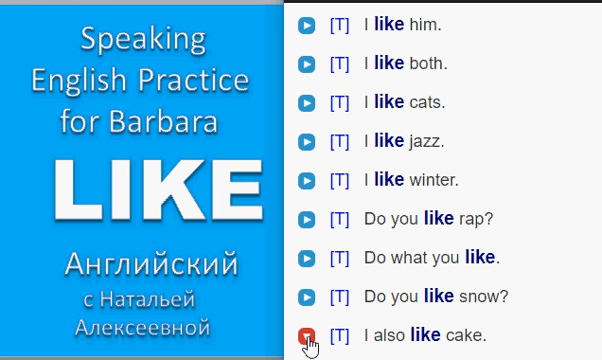 Speaking
English Practice
for Barbara
LIKE
Английский
с Натальей
Алексеевной
[T] I like him.
[T] I like both.
[T] I like cats.
[T] I like jazz.
[T] I like winter.
[T] Do you like rap?
[T] Do what you like.
[T] Do you like snow?
[T] I also like cake.